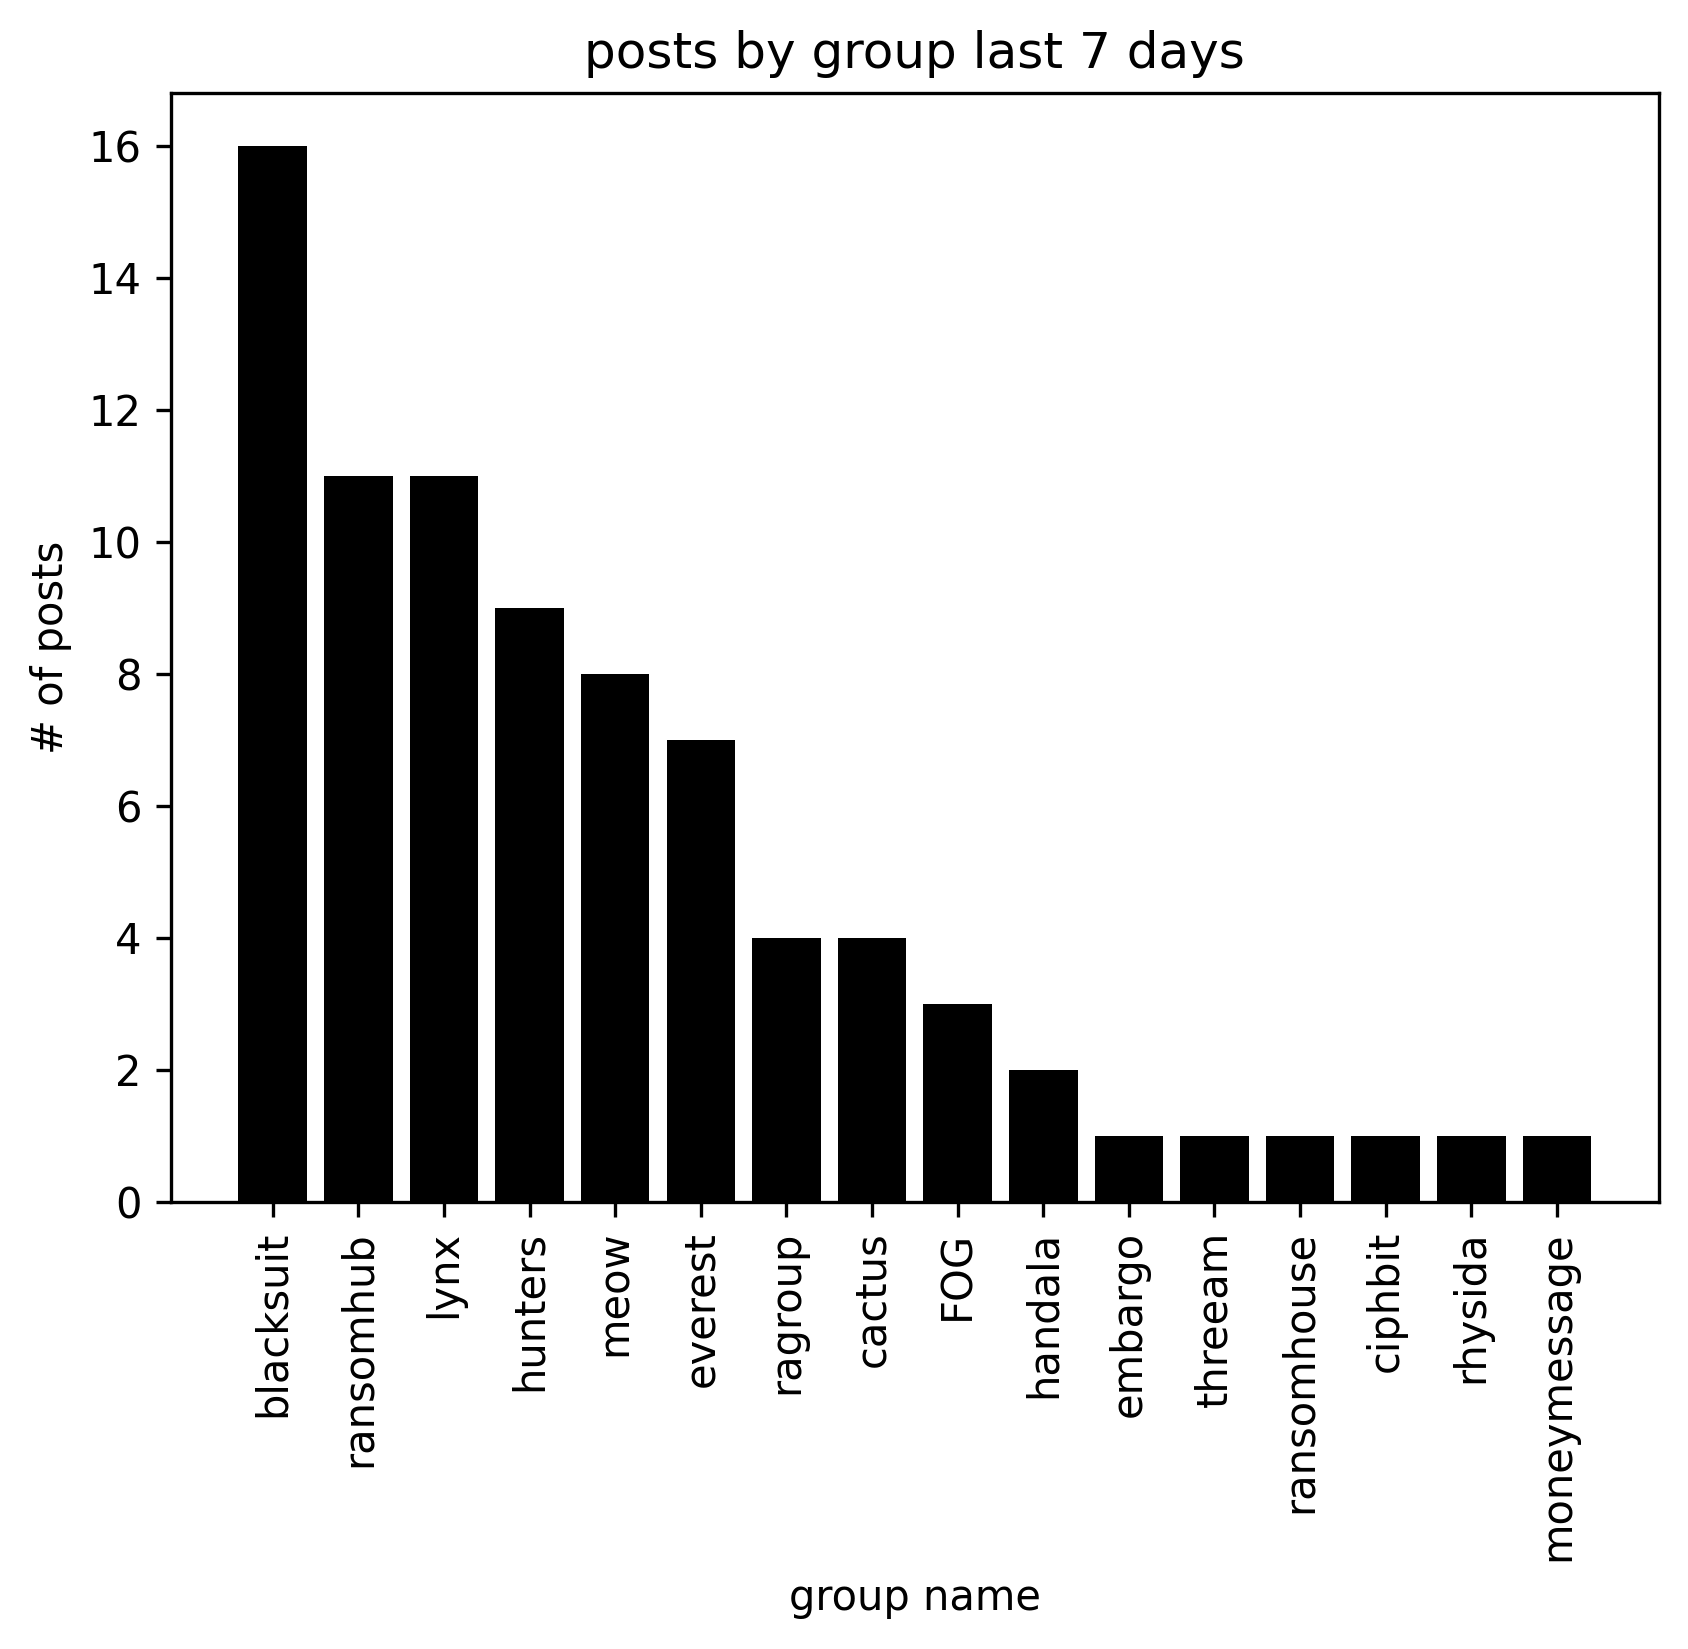 posts by group last 7 days
# of posts
16
14
12
10
8
6
4
2
0
blacksuit
ransomhub
lynx
hunters
meow
everest
ragroup
cactus
FOG
handala
embargo
threeam
ransomhouse
ciphbit
rhysida
moneymessage
group name